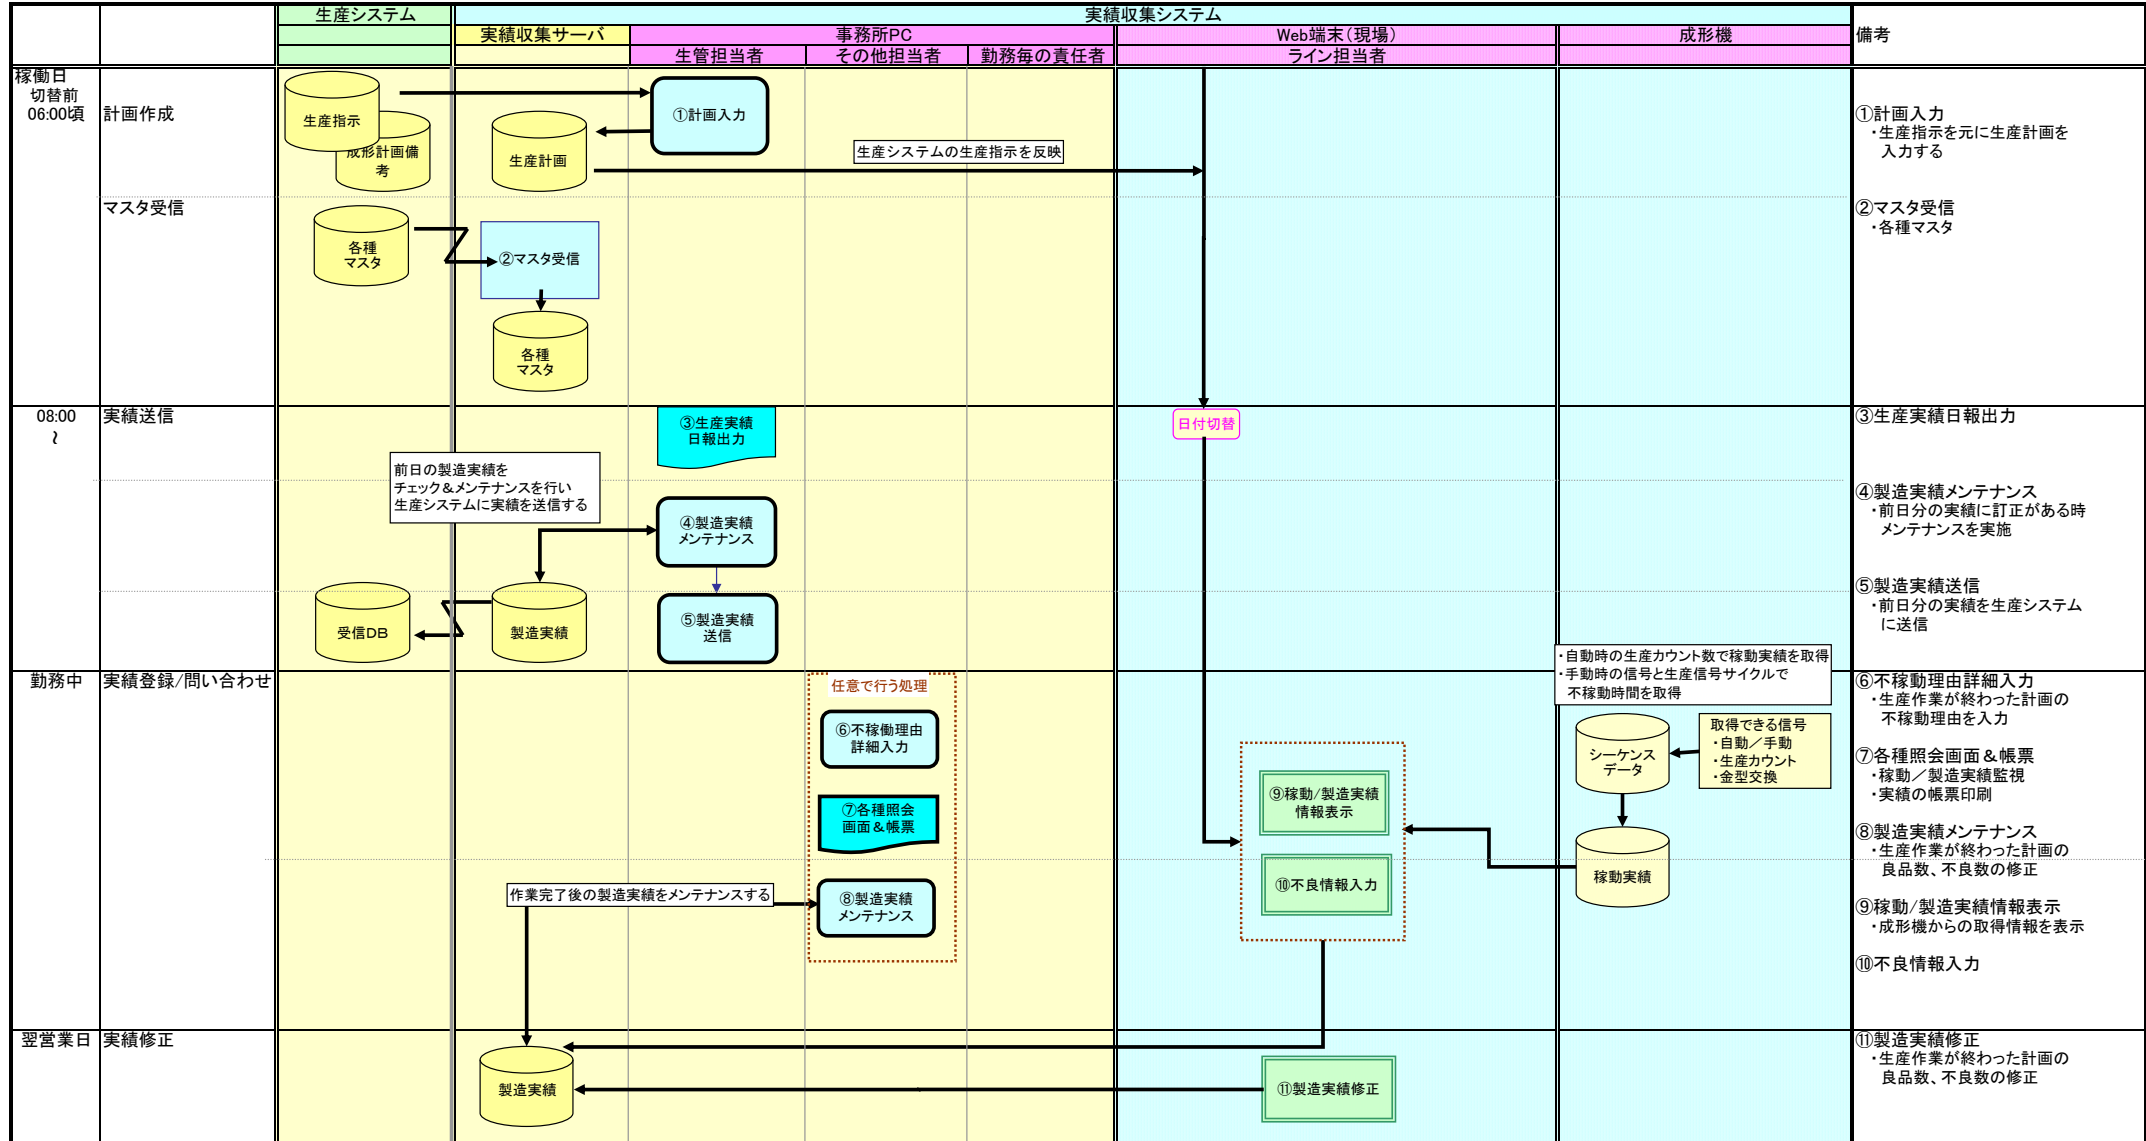 生産システム
実績収集システム
実績収集サーバ
事務所PC
Web端末（現場）
成形機
備考
生管担当者
その他担当者
勤務毎の責任者
ライン担当者
稼働日
切替前
06:00頃
計画作成
生産指示
成形計画備
考
生産計画
①計画入力
生産システムの生産指示を反映
①計画入力
・生産指示を元に生産計画を
入力する
マスタ受信
各種
マスタ
②マスタ受信
各種
マスタ
②マスタ受信
・各種マスタ
08:00
～
実績送信
③生産実績
日報出力
日付切替
③生産実績日報出力
前日の製造実績を
チェック＆メンテナンスを行い
生産システムに実績を送信する
④製造実績
メンテナンス
④製造実績メンテナンス
・前日分の実績に訂正がある時
メンテナンスを実施
受信DB
製造実績
⑤製造実績
送信
⑤製造実績送信
・前日分の実績を生産システム
に送信
・自動時の生産カウント数で稼動実績を取得
・手動時の信号と生産信号サイクルで
不稼動時間を取得
勤務中
実績登録/問い合わせ
任意で行う処理
⑥不稼働理由
詳細入力
⑦各種照会
画面＆帳票
作業完了後の製造実績をメンテナンスする
⑧製造実績
メンテナンス
⑨稼動/製造実績
情報表示
⑩不良情報入力
シーケンス
データ
取得できる信号
・自動／手動
・生産カウント
・金型交換
稼動実績
⑥不稼動理由詳細入力
・生産作業が終わった計画の
不稼動理由を入力
⑦各種照会画面＆帳票
・稼動／製造実績監視
・実績の帳票印刷
⑧製造実績メンテナンス
・生産作業が終わった計画の
良品数、不良数の修正
⑨稼動/製造実績情報表示
・成形機からの取得情報を表示
⑩不良情報入力
翌営業日
実績修正
製造実績
⑪製造実績修正
⑪製造実績修正
・生産作業が終わった計画の
良品数、不良数の修正